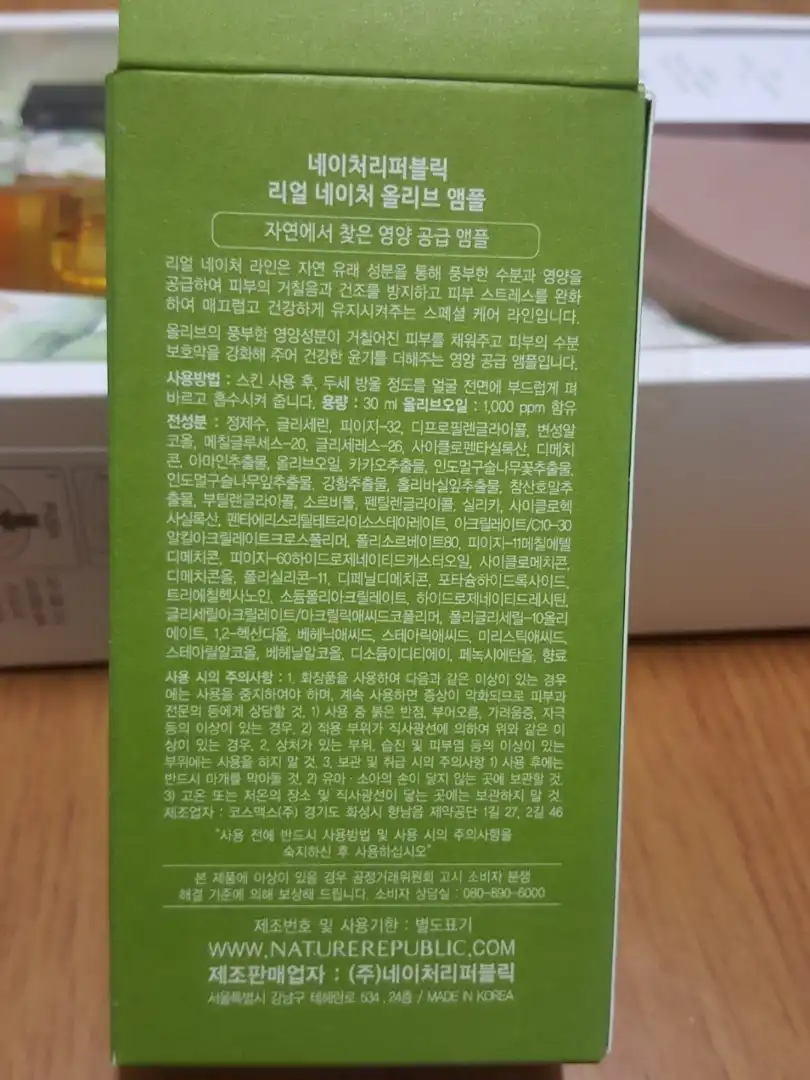 네이처리퍼블릭
리얼 네이처 올리브 앰플
자연에서 찾은 영양 공급 앰플
리얼 네이처 라인은 자연 유래 성분을 통해 풍부한 수분과 영양을
공급하여 피부의 거칠음과 건조를 방지하고 피부 스트레스를 완화
하여 매끄럽고 건강하게 유지시켜주는 스페셜 케어 라인입니다.
올리브의 풍부한 영양성분이 거칠어진 피부를 채워주고 피부의 수분
보호막을 강화해 주어 건강한 윤기를 더해주는 영양 공급 앰플입니다.
사용방법 : 스킨 사용 후, 두세 방울 정도를 얼굴 전면에 부드럽게 펴
바르고 흡수시켜 줍니다. 용량 : 30 ml 올리브오일 : 1,000 ppm 함유
전성분 : 정제수, 글리세린, 피이지-32, 디프로필렌글라이콜, 변성알
코올, 메칠글루세스-20, 글리세레스-26, 사이클로펜타실록산, 디메치
콘, 아마인추출물, 올리브오일, 카카오추출물, 인도멀구슬나무꽃추출물,
인도멀구슬나무잎추출물, 강황추출물, 홀리바실잎추출물, 참산호말추
출물, 부틸렌글라이콜, 소르비톨, 펜틸렌글라이콜, 실리카, 사이클로헥
사실록산, 펜타에리스리틸테트라이소스테아레이트, 아크릴레이트/C10-30
알킬아크릴레이트크로스폴리머, 폴리소르베이트80, 피이지-11메칠에텔
디메치콘, 피이지-60하이드로제네이티드캐스터오일, 사이클로메치콘,
디메치콘올, 폴리실리콘-11, 디페닐디메치콘, 포타슘하이드록사이드,
트리에칠헥사노인, 소듐폴리아크릴레이트, 하이드로제네이티드레시틴,
글리세릴아크릴레이트/아크릴릭애씨드코폴리머, 폴리글리세릴-10올리
에이트, 1,2-헥산다이올, 베헤닉애씨드, 스테아릭애씨드, 미리스틱애씨드,
스테아릴알코올, 베헤닐알코올, 디소듐이디티에이, 페녹시에탄올, 향료
사용 시의 주의사항 : 1. 화장품을 사용하여 다음과 같은 이상이 있는 경우
에는 사용을 중지하여야 하며, 계속 사용하면 증상이 악화되므로 피부과
전문의 등에게 상담할 것. 1) 사용 중 붉은 반점, 부어오름, 가려움증, 자극
등의 이상이 있는 경우. 2) 적용 부위가 직사광선에 의하여 위와 같은 이
상이 있는 경우. 2. 상처가 있는 부위, 습진 및 피부염 등의 이상이 있는
부위에는 사용을 하지 말 것. 3. 보관 및 취급 시의 주의사항 1) 사용 후에는
반드시 마개를 막아둘 것. 2) 유아 · 소아의 손이 닿지 않는 곳에 보관할 것.
3) 고온 또는 저온의 장소 및 직사광선이 닿는 곳에는 보관하지 말 것.
제조업자 : 코스맥스(주) 경기도 화성시 향남읍 제약공단 1길 27, 2길 46
"사용 전에 반드시 사용방법 및 사용 시의 주의사항을
숙지하신 후 사용하십시오"
본 제품에 이상이 있을 경우 공정거래위원회 고시 소비자 분쟁
해결 기준에 의해 보상해 드립니다. 소비자 상담실 : 080-890-6000
제조번호 및 사용기한 : 별도표기
WWW.NATUREREPUBLIC.COM
제조판매업자 : (주)네이처리퍼블릭
서울특별시 강남구 테헤란로 534, 24층 / MADE IN KOREA